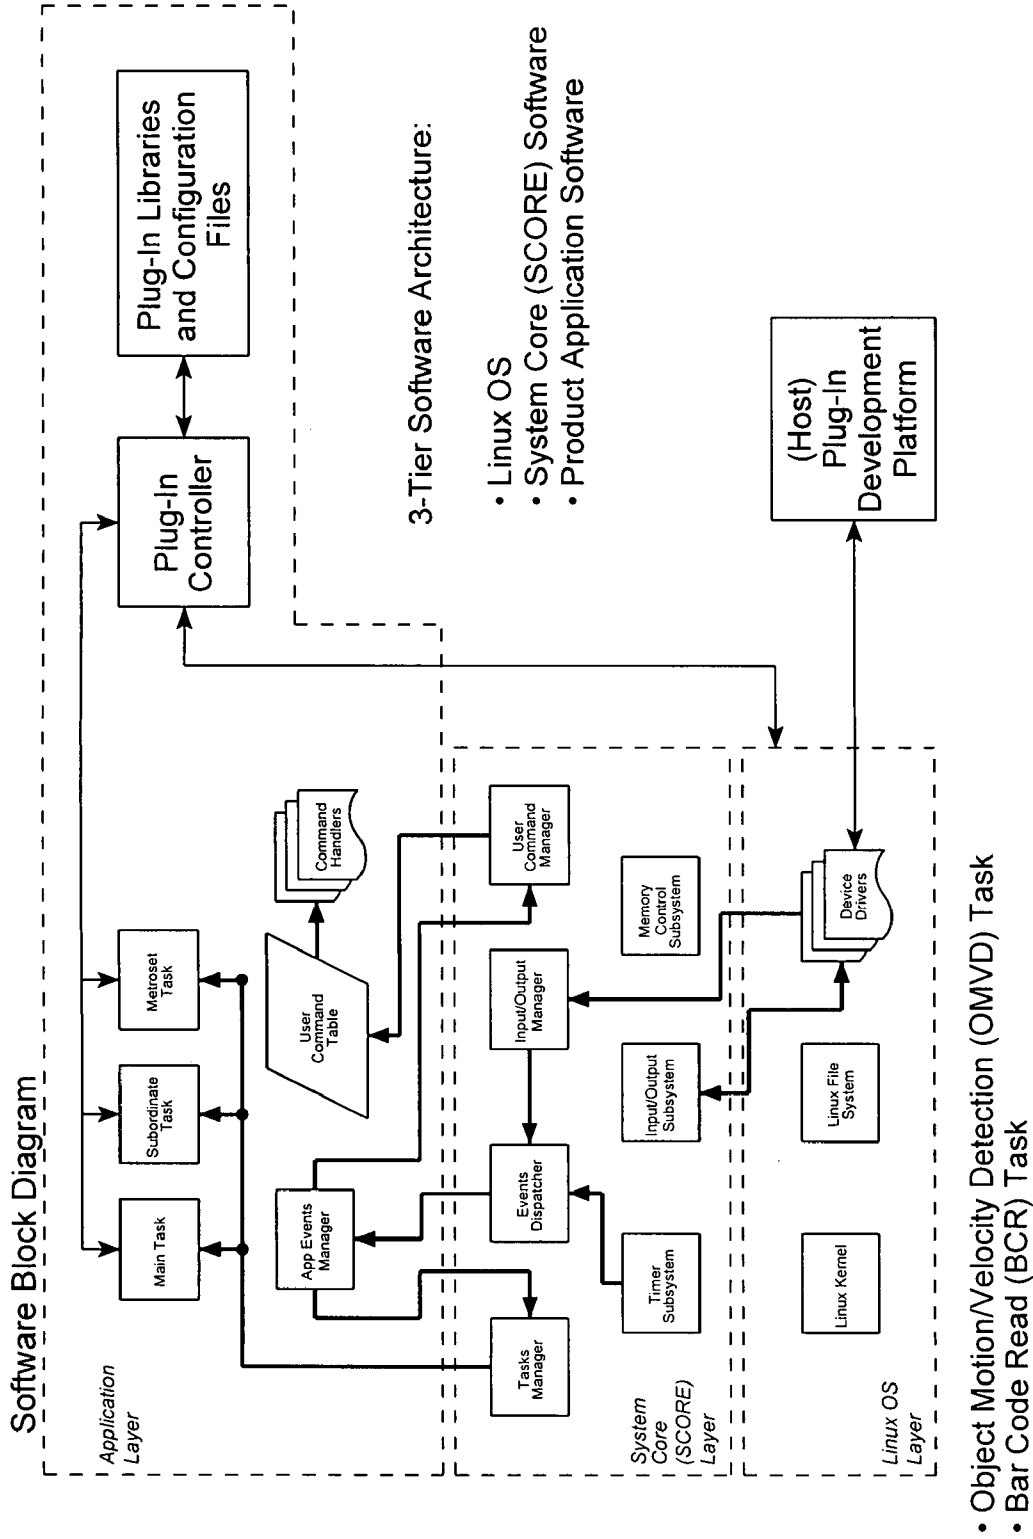 Software Block Diagram
Application
Layer
Main Task
Subordinate
Task
Metroset
Task
Plug-In
Controller
Plug-In Libraries
and Configuration
Files
App Events
Manager
User
Command
Table
Command
Handlers
3-Tier Software Architecture:
• Linux OS
• System Core (SCORE) Software
• Product Application Software
System
Core
(SCORE)
Layer
Tasks
Manager
Events
Dispatcher
Input/Output
Manager
User
Command
Manager
Timer
Subsystem
Input/Output
Subsystem
Memory
Control
Subsystem
Linux OS
Layer
Linux Kernel
Linux File
System
Device
Drivers
(Host)
Plug-In
Development
Platform
• Object Motion/Velocity Detection (OMVD) Task
• Bar Code Read (BCR) Task